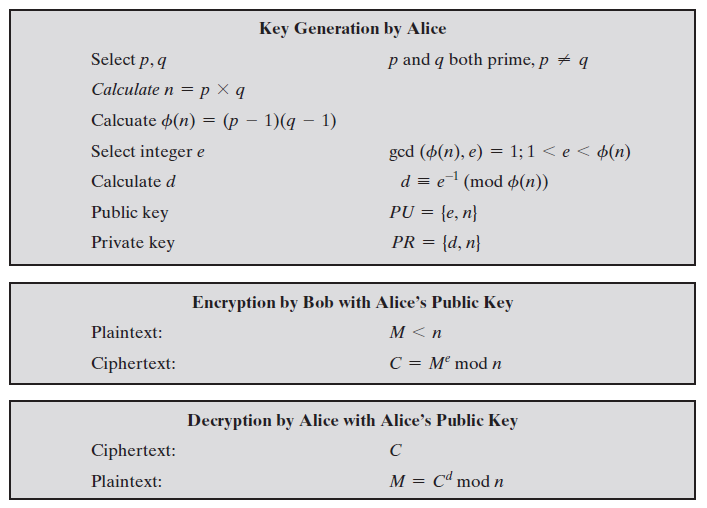 Key Generation by Alice
Select p, q p and q both prime, p ≠ q
Calculate n = p × q
Calcuate ϕ(n) = (p − 1)(q − 1)
Select integer e gcd (ϕ(n), e) = 1; 1 < e < ϕ(n)
Calculate d d ≡ e⁻¹ (mod ϕ(n))
Public key PU = {e, n}
Private key PR = {d, n}
Encryption by Bob with Alice’s Public Key
Plaintext: M < n
Ciphertext: C = Mᵉ mod n
Decryption by Alice with Alice’s Public Key
Ciphertext: C
Plaintext: M = Cᵈ mod n